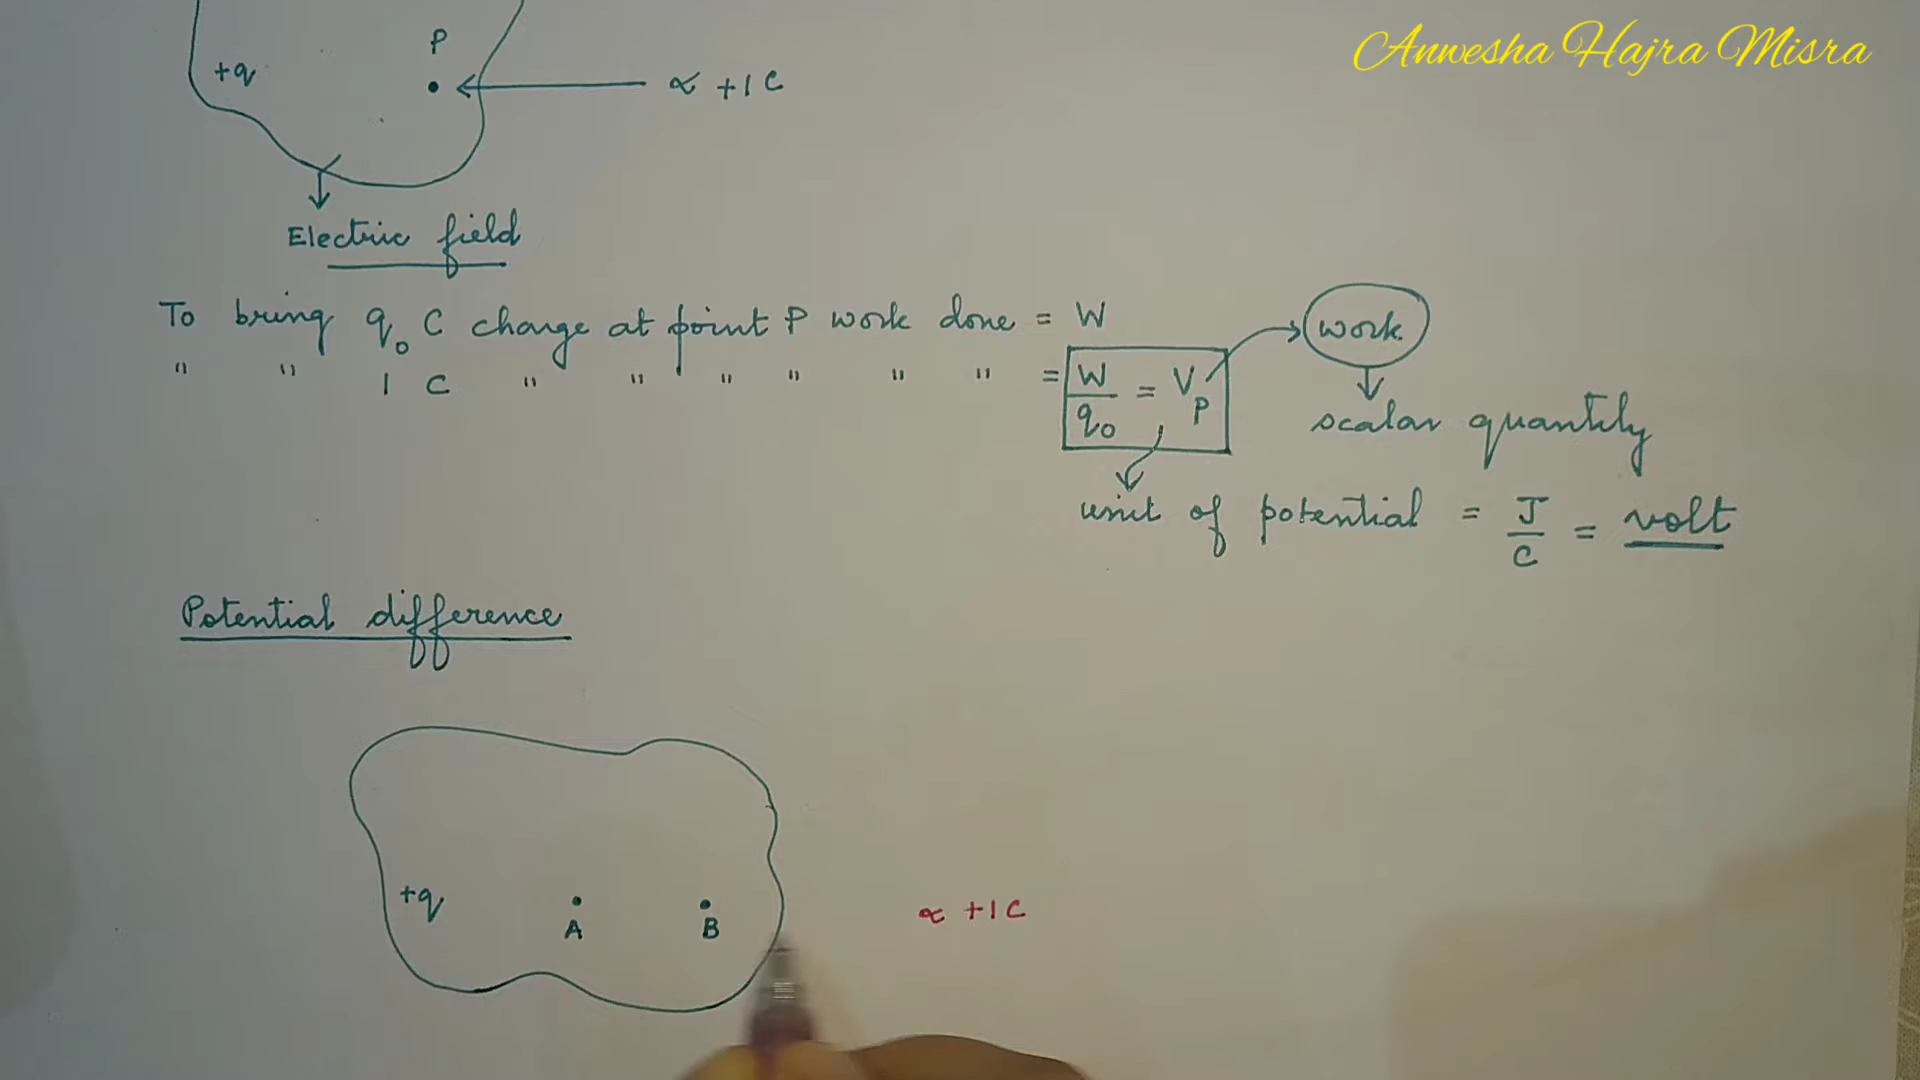 Anwesha Hajra Misra
P
+q
∝ +1 C
Electric field
To bring q₀ C charge at point P work done = W
" " 1 C " " " " " " = W/q₀ = V_P
work
scalar quantity
unit of potential = J/C = volt
Potential difference
+q
A
B
∝ +1 C